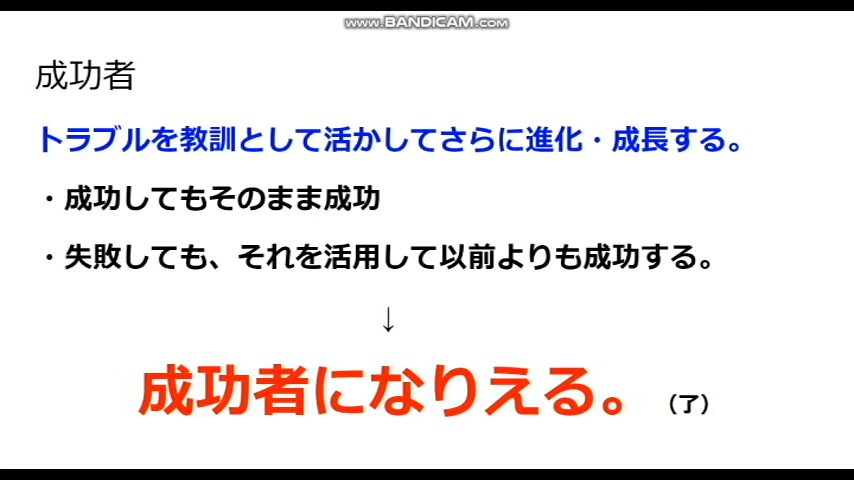 www.BANDICAM.com
成功者
トラブルを教訓として活かしてさらに進化・成長する。
・成功してもそのまま成功
・失敗しても、それを活用して以前よりも成功する。
↓
成功者になりえる。（了）